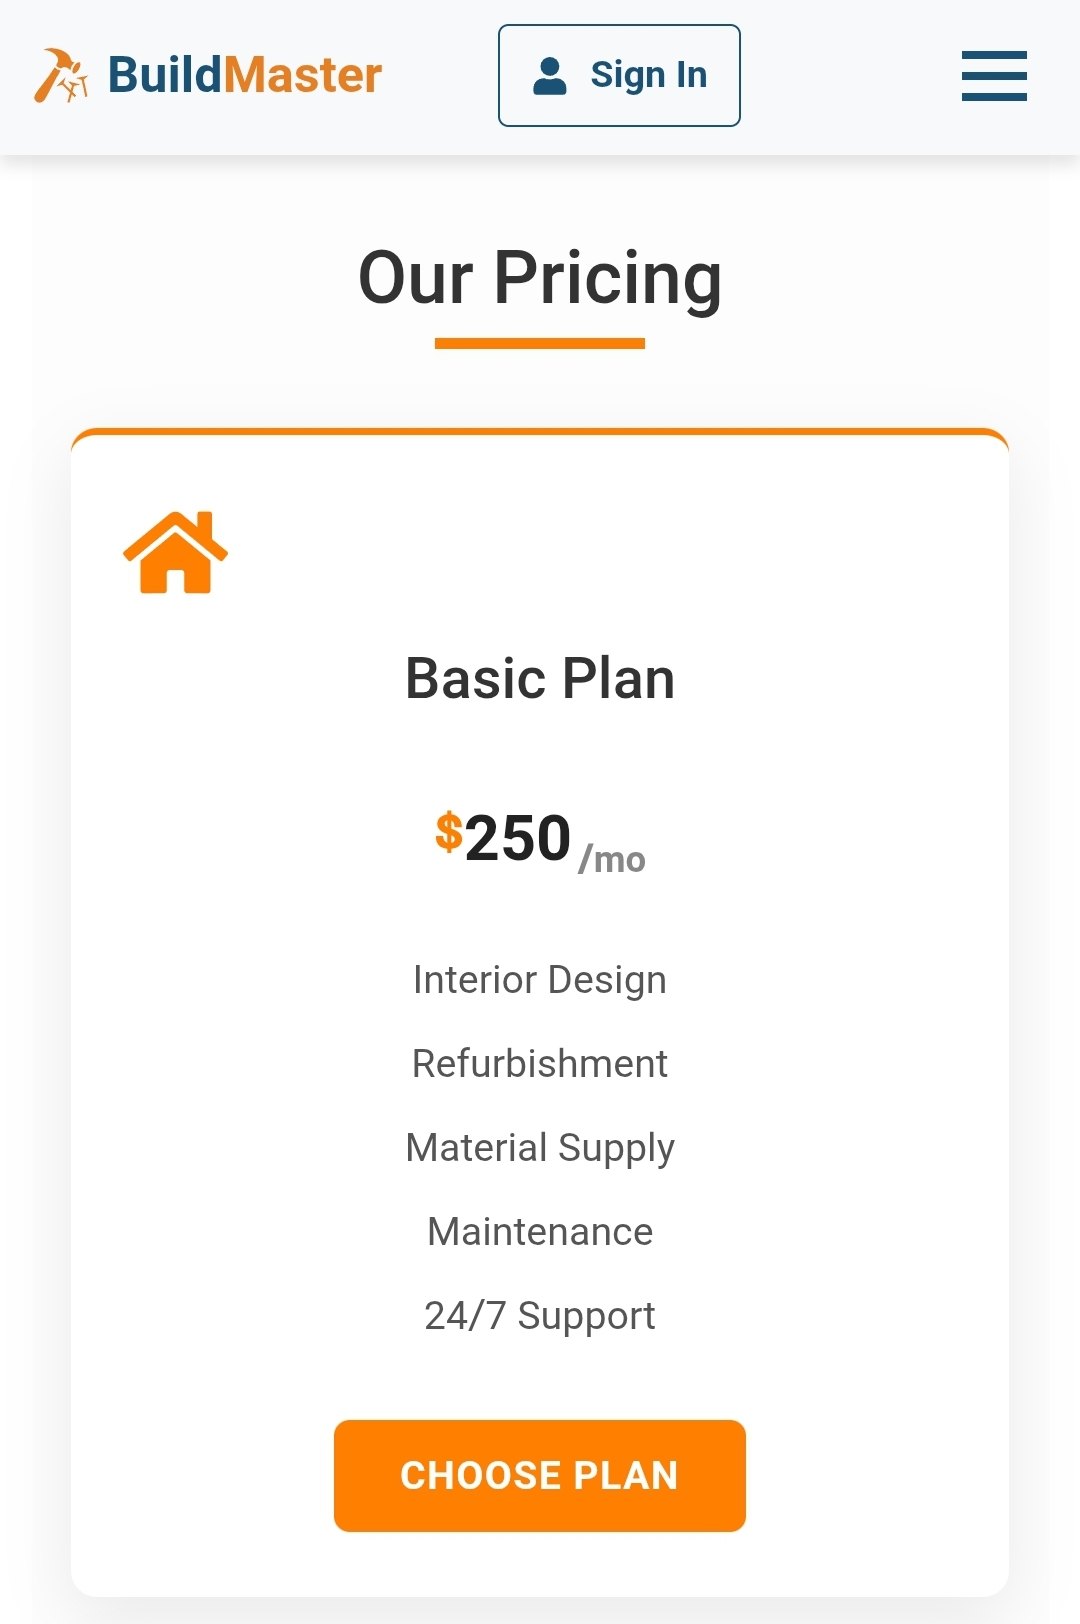 BuildMaster
Sign In
Our Pricing
Basic Plan
$250 /mo
Interior Design
Refurbishment
Material Supply
Maintenance
24/7 Support
CHOOSE PLAN